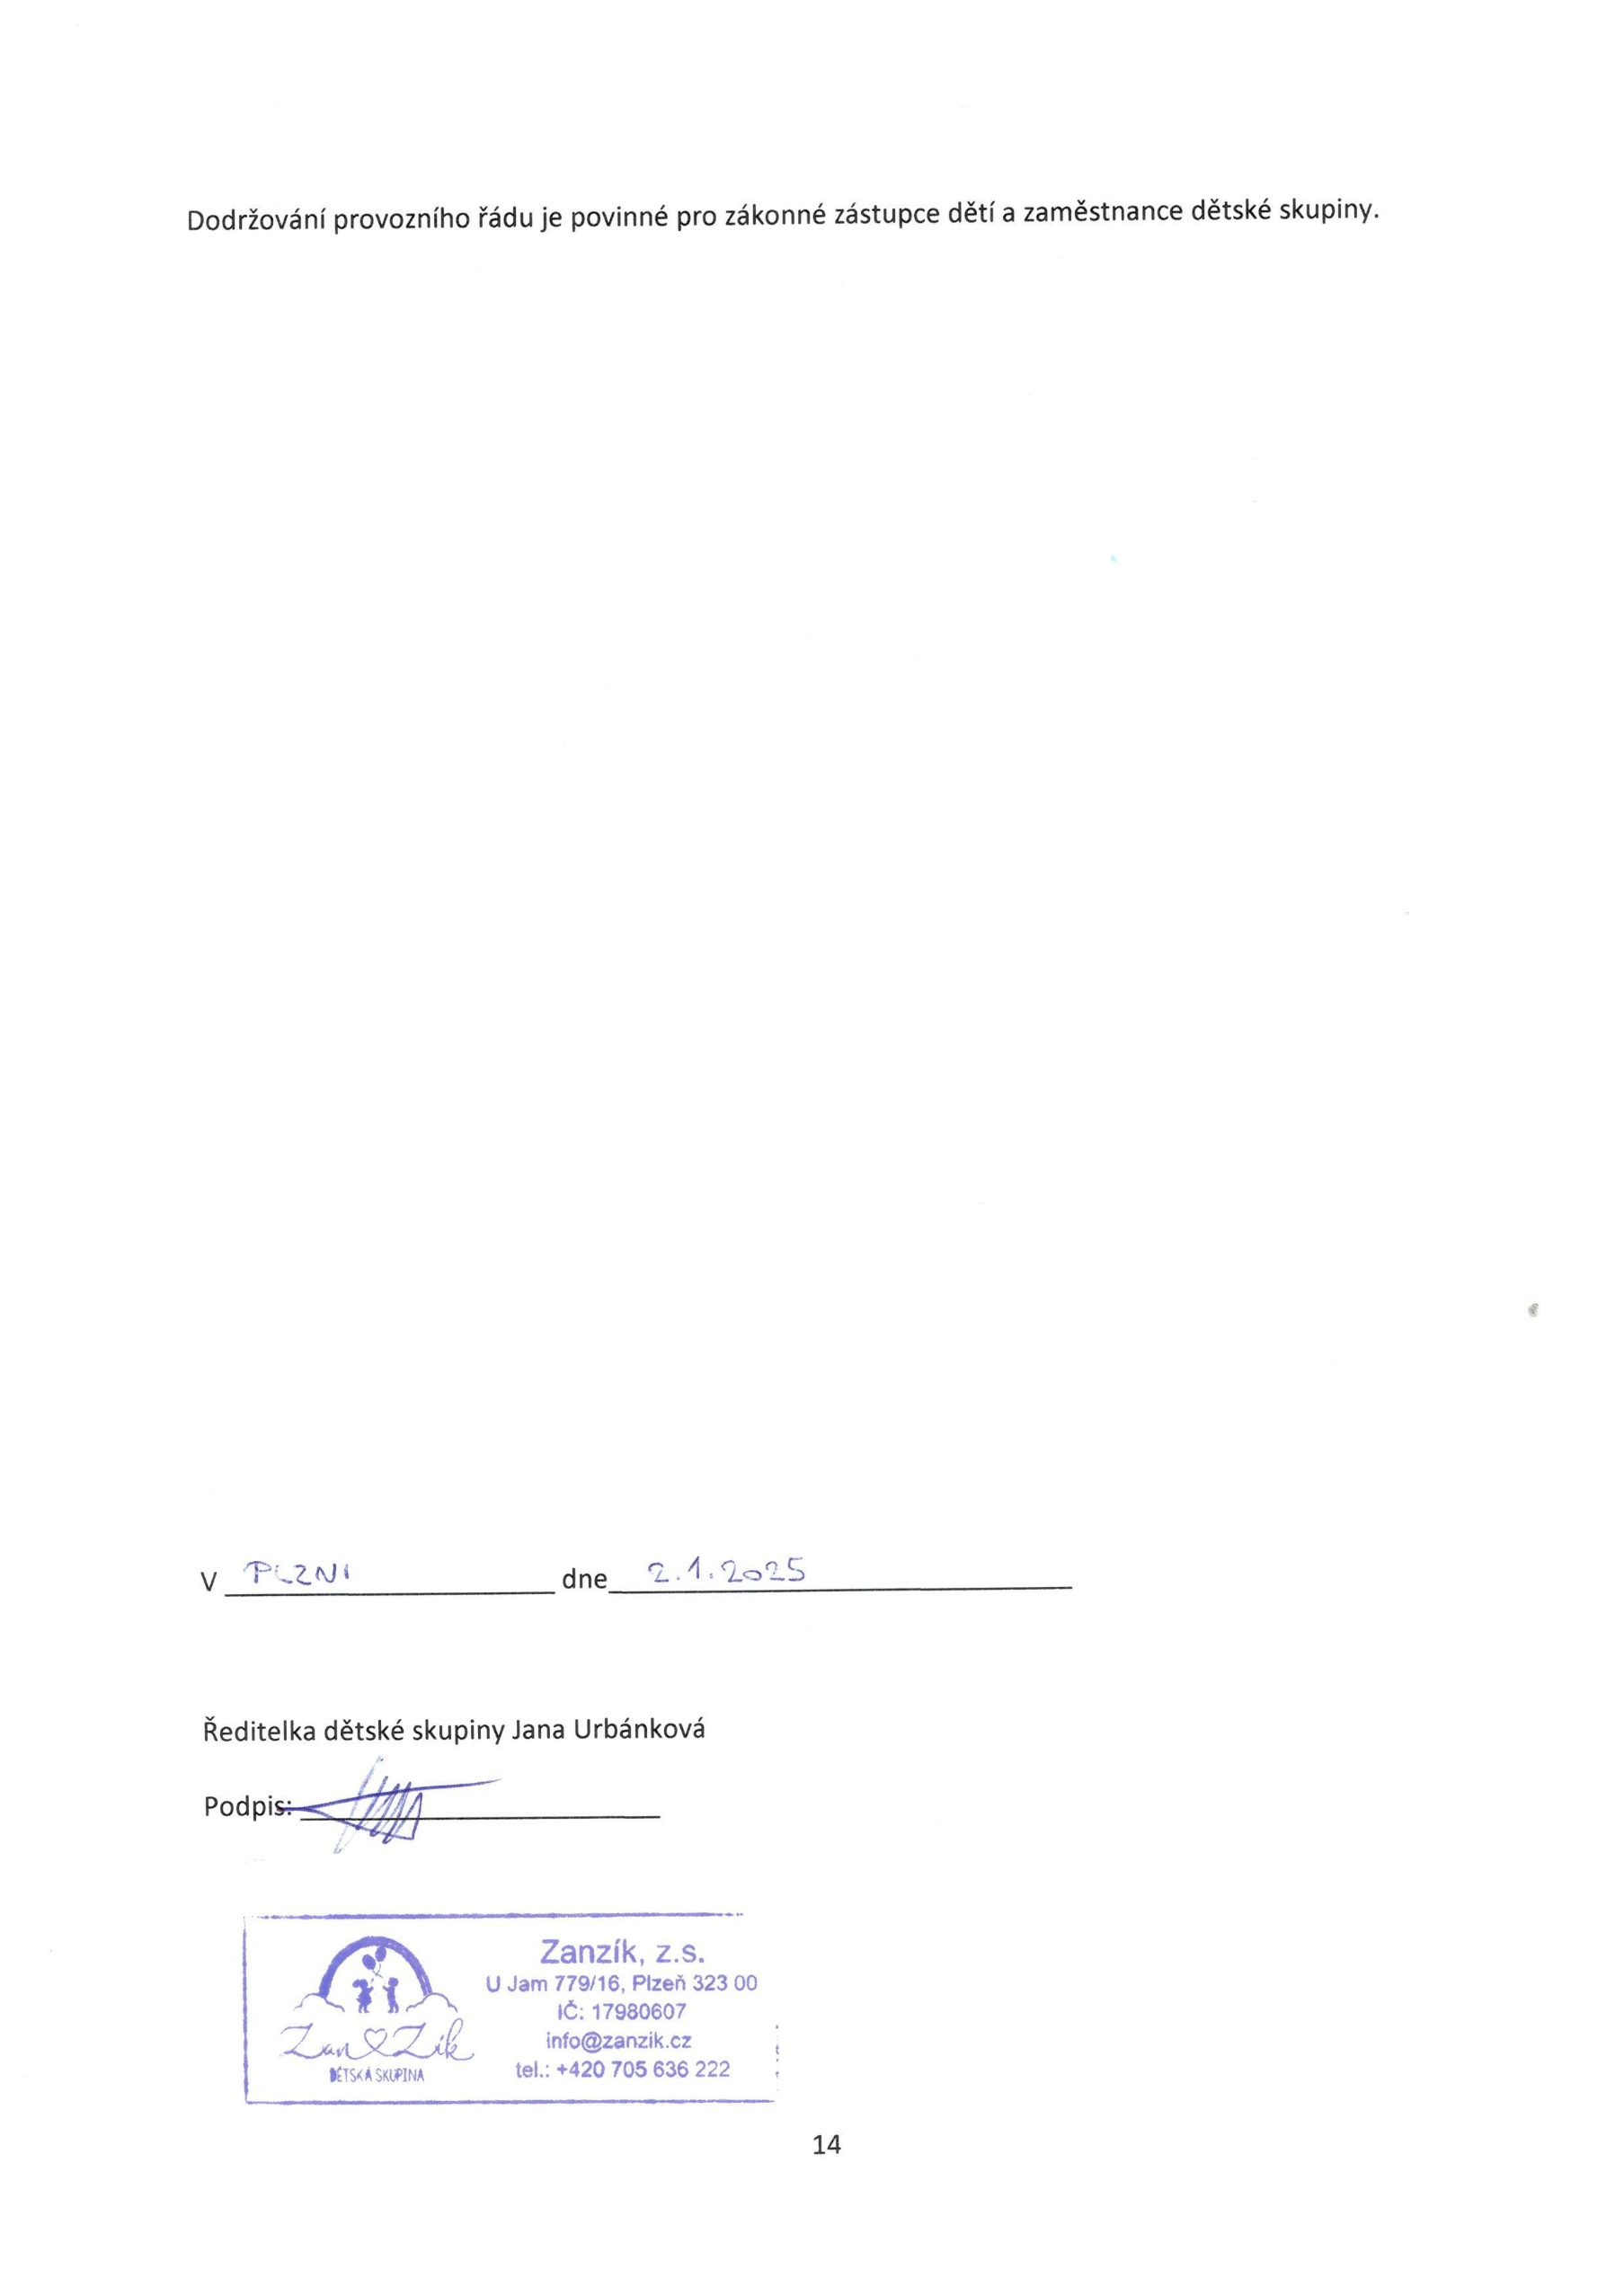 Dodržování provozního řádu je povinné pro zákonné zástupce dětí a zaměstnance dětské skupiny.
V PLZNI dne 2.1.2025
Ředitelka dětské skupiny Jana Urbánková
Podpis:
Zanzík, z.s.
U Jam 779/16, Plzeň 323 00
IČ: 17980607
info@zanzik.cz
tel.: +420 705 636 222
Zan Zík
DĚTSKÁ SKUPINA
14